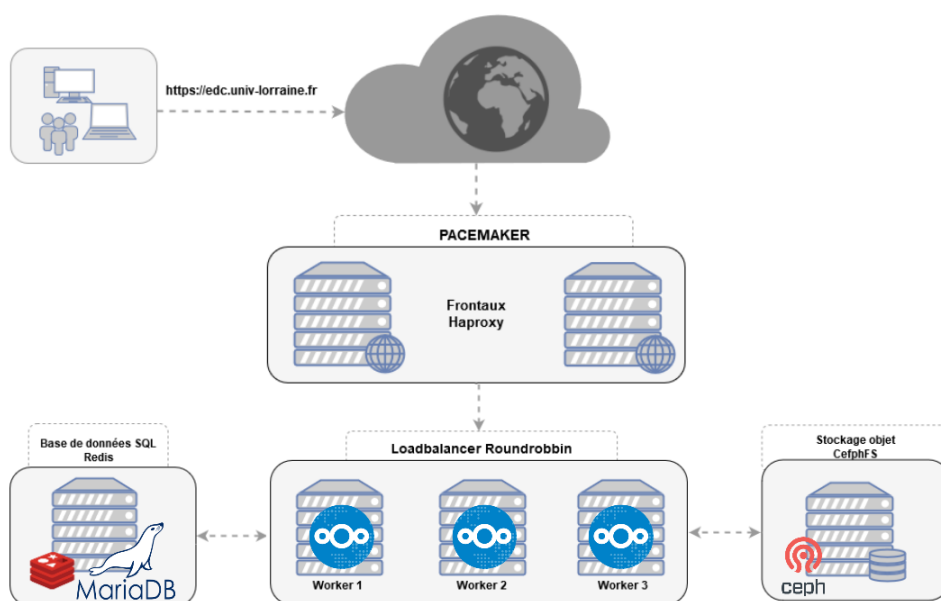 https://edc.univ-lorraine.fr
PACEMAKER
Frontaux
Haproxy
Base de données SQL
Redis
Loadbalancer Roundrobbin
Stockage objet
CefphFS
MariaDB
Worker 1
Worker 2
Worker 3
ceph